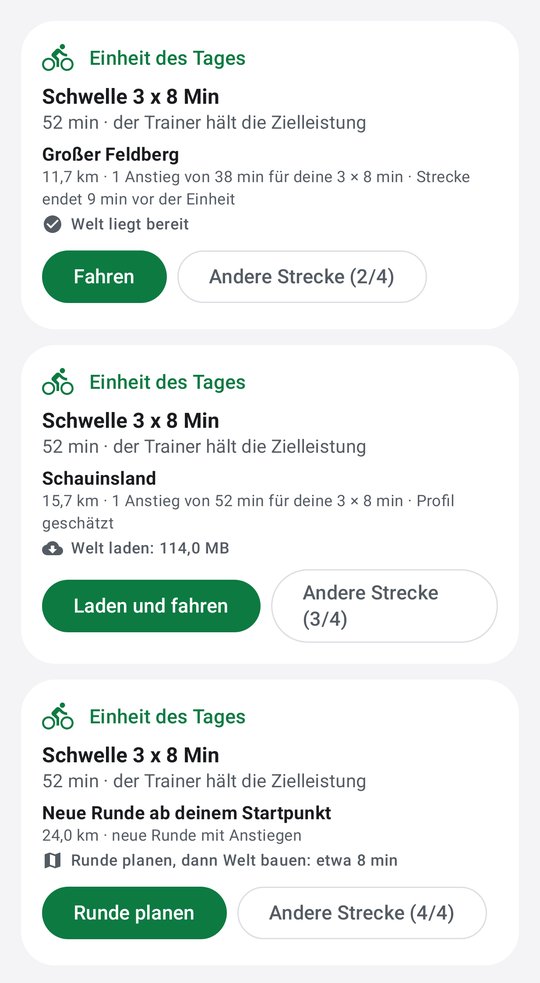 Einheit des Tages
Schwelle 3 x 8 Min
52 min · der Trainer hält die Zielleistung
Großer Feldberg
11,7 km · 1 Anstieg von 38 min für deine 3 × 8 min · Strecke
endet 9 min vor der Einheit
Welt liegt bereit
Fahren
Andere Strecke (2/4)
Einheit des Tages
Schwelle 3 x 8 Min
52 min · der Trainer hält die Zielleistung
Schauinsland
15,7 km · 1 Anstieg von 52 min für deine 3 × 8 min · Profil
geschätzt
Welt laden: 114,0 MB
Laden und fahren
Andere Strecke
(3/4)
Einheit des Tages
Schwelle 3 x 8 Min
52 min · der Trainer hält die Zielleistung
Neue Runde ab deinem Startpunkt
24,0 km · neue Runde mit Anstiegen
Runde planen, dann Welt bauen: etwa 8 min
Runde planen
Andere Strecke (4/4)